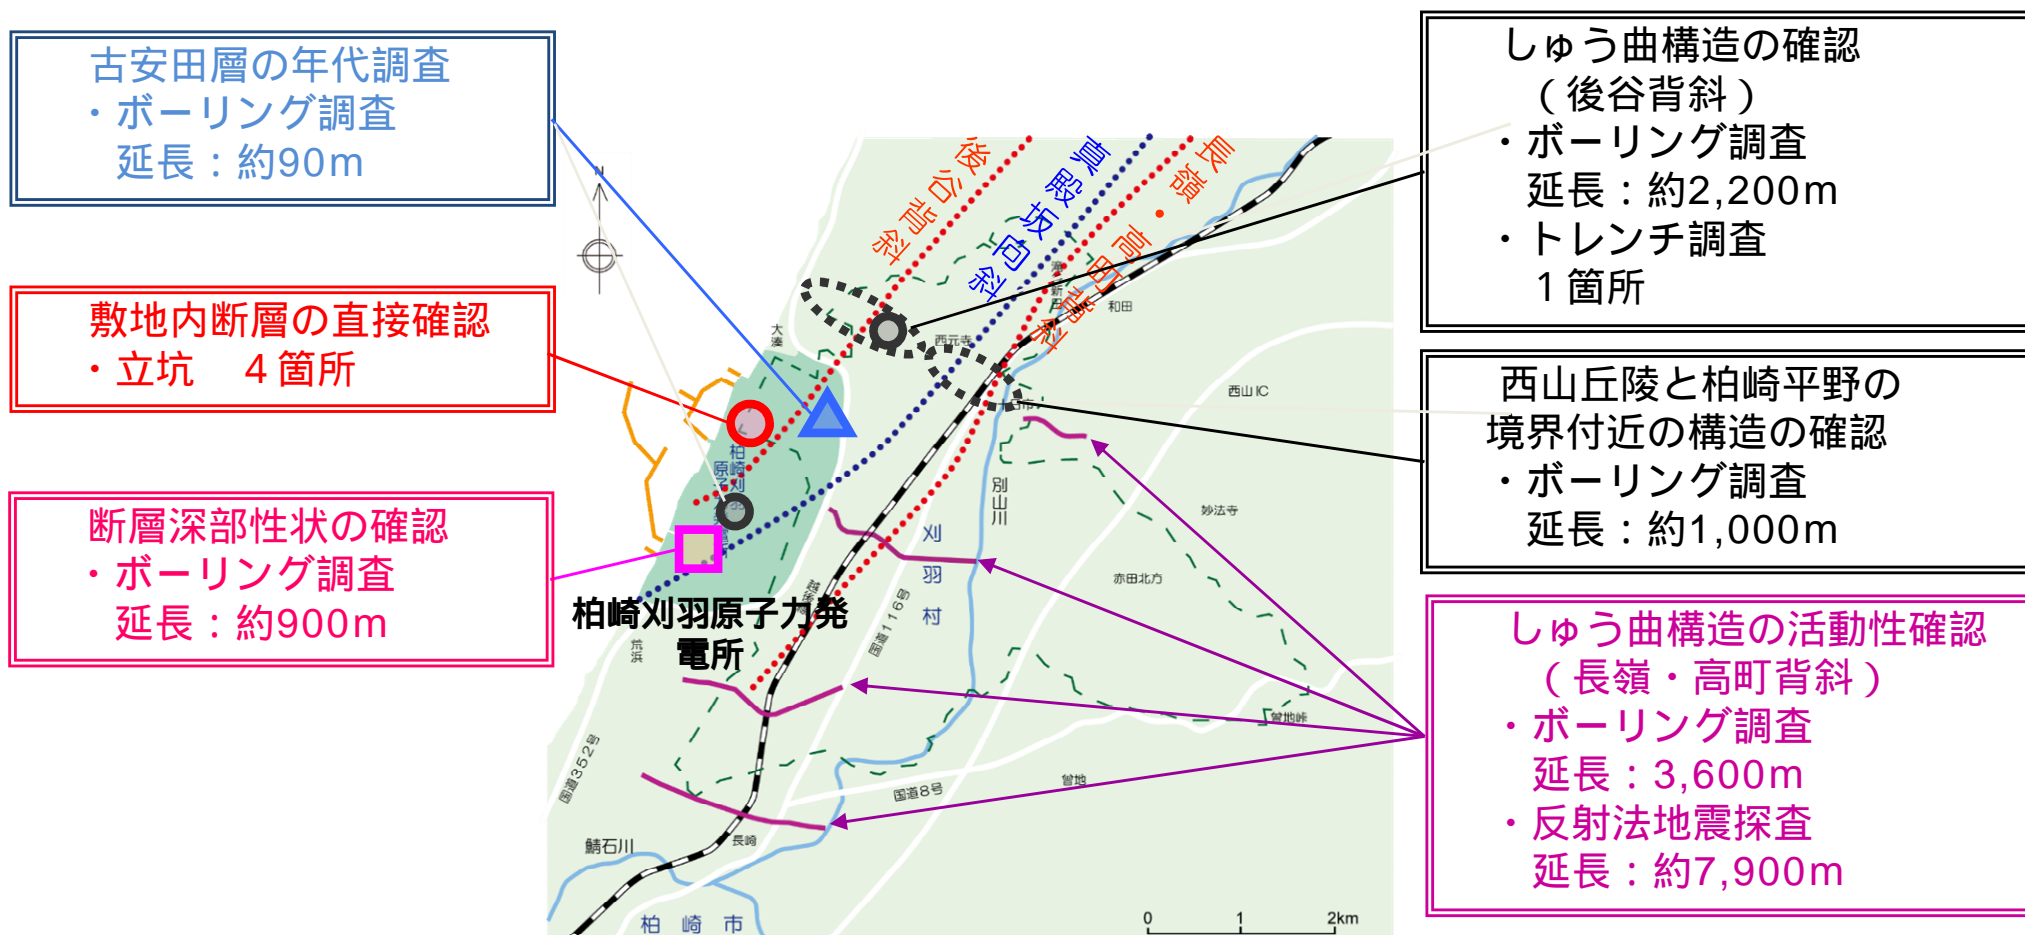 古安田層の年代調査
・ボーリング調査
延長：約90m
敷地内断層の直接確認
・立坑　４箇所
断層深部性状の確認
・ボーリング調査
延長：約900m
しゅう曲構造の確認
（後谷背斜）
・ボーリング調査
延長：約2,200m
・トレンチ調査
１箇所
西山丘陵と柏崎平野の
境界付近の構造の確認
・ボーリング調査
延長：約1,000m
しゅう曲構造の活動性確認
（長嶺・高町背斜）
・ボーリング調査
延長：3,600m
・反射法地震探査
延長：約7,900m
N
後谷背斜
真殿坂向斜
長嶺・高町背斜
大湊
西元寺
滝谷新田
和田
西山IC
別山川
妙法寺
刈羽村
赤田北方
柏崎刈羽
柏崎刈羽原子力発
電所
荒浜
国道116号
曽地峠
国道352号
国道8号
曽地
長崎
鯖石川
柏崎市
0
1
2km